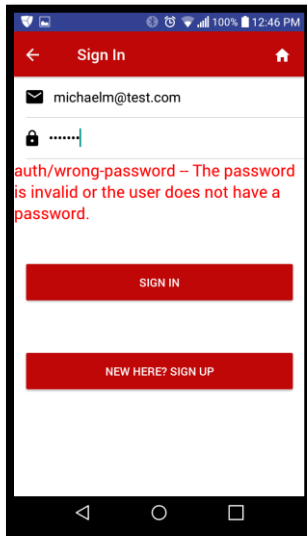 100% 12:46 PM
Sign In
michaelm@test.com
•••••••
auth/wrong-password -- The password
is invalid or the user does not have a
password.
SIGN IN
NEW HERE? SIGN UP